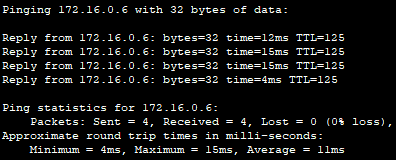 Pinging 172.16.0.6 with 32 bytes of data:
Reply from 172.16.0.6: bytes=32 time=12ms TTL=125
Reply from 172.16.0.6: bytes=32 time=15ms TTL=125
Reply from 172.16.0.6: bytes=32 time=15ms TTL=125
Reply from 172.16.0.6: bytes=32 time=4ms TTL=125
Ping statistics for 172.16.0.6:
Packets: Sent = 4, Received = 4, Lost = 0 (0% loss),
Approximate round trip times in milli-seconds:
Minimum = 4ms, Maximum = 15ms, Average = 11ms